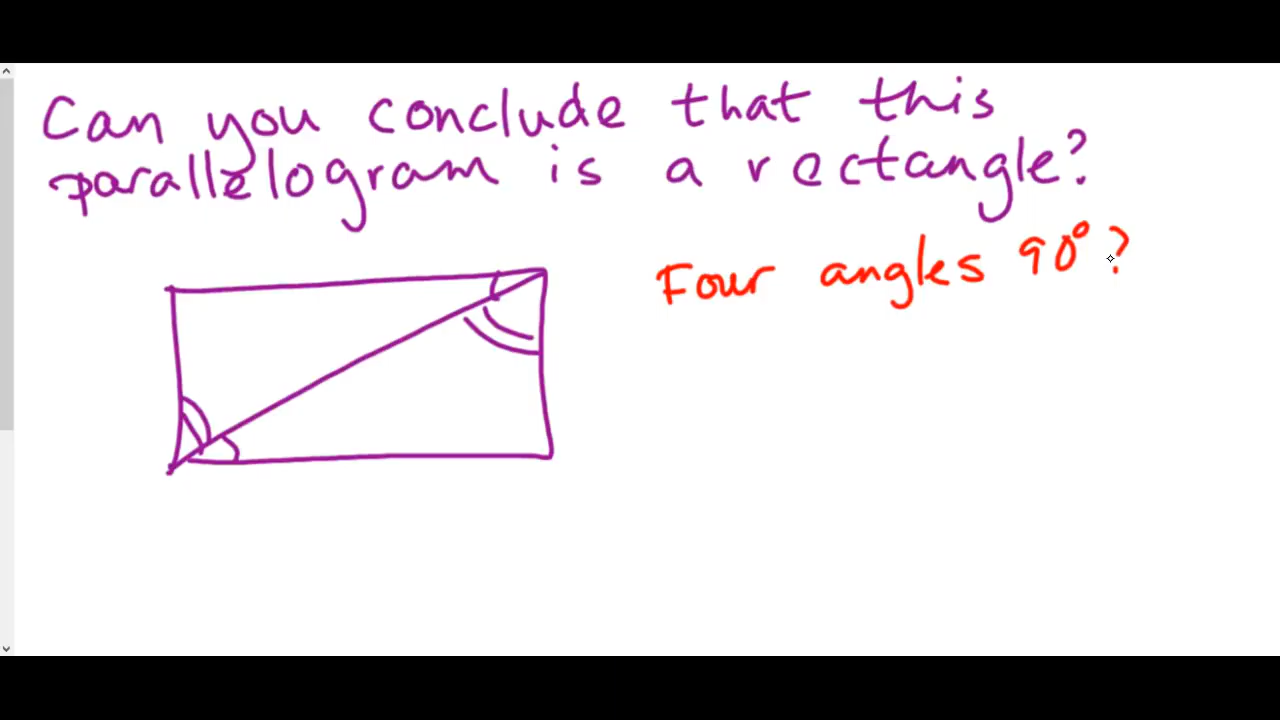 Can you conclude that this
parallelogram is a rectangle?
Four angles 90°?